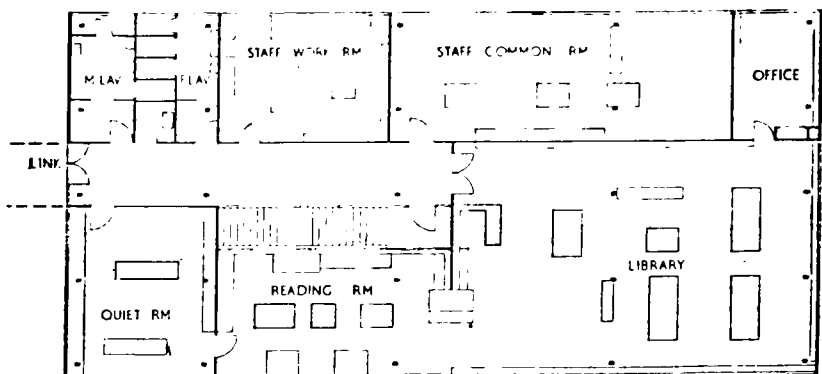 STAFF WORK RM
STAFF COMMON RM
M LAV
F LAV
OFFICE
LINK
LIBRARY
READING RM
QUIET RM